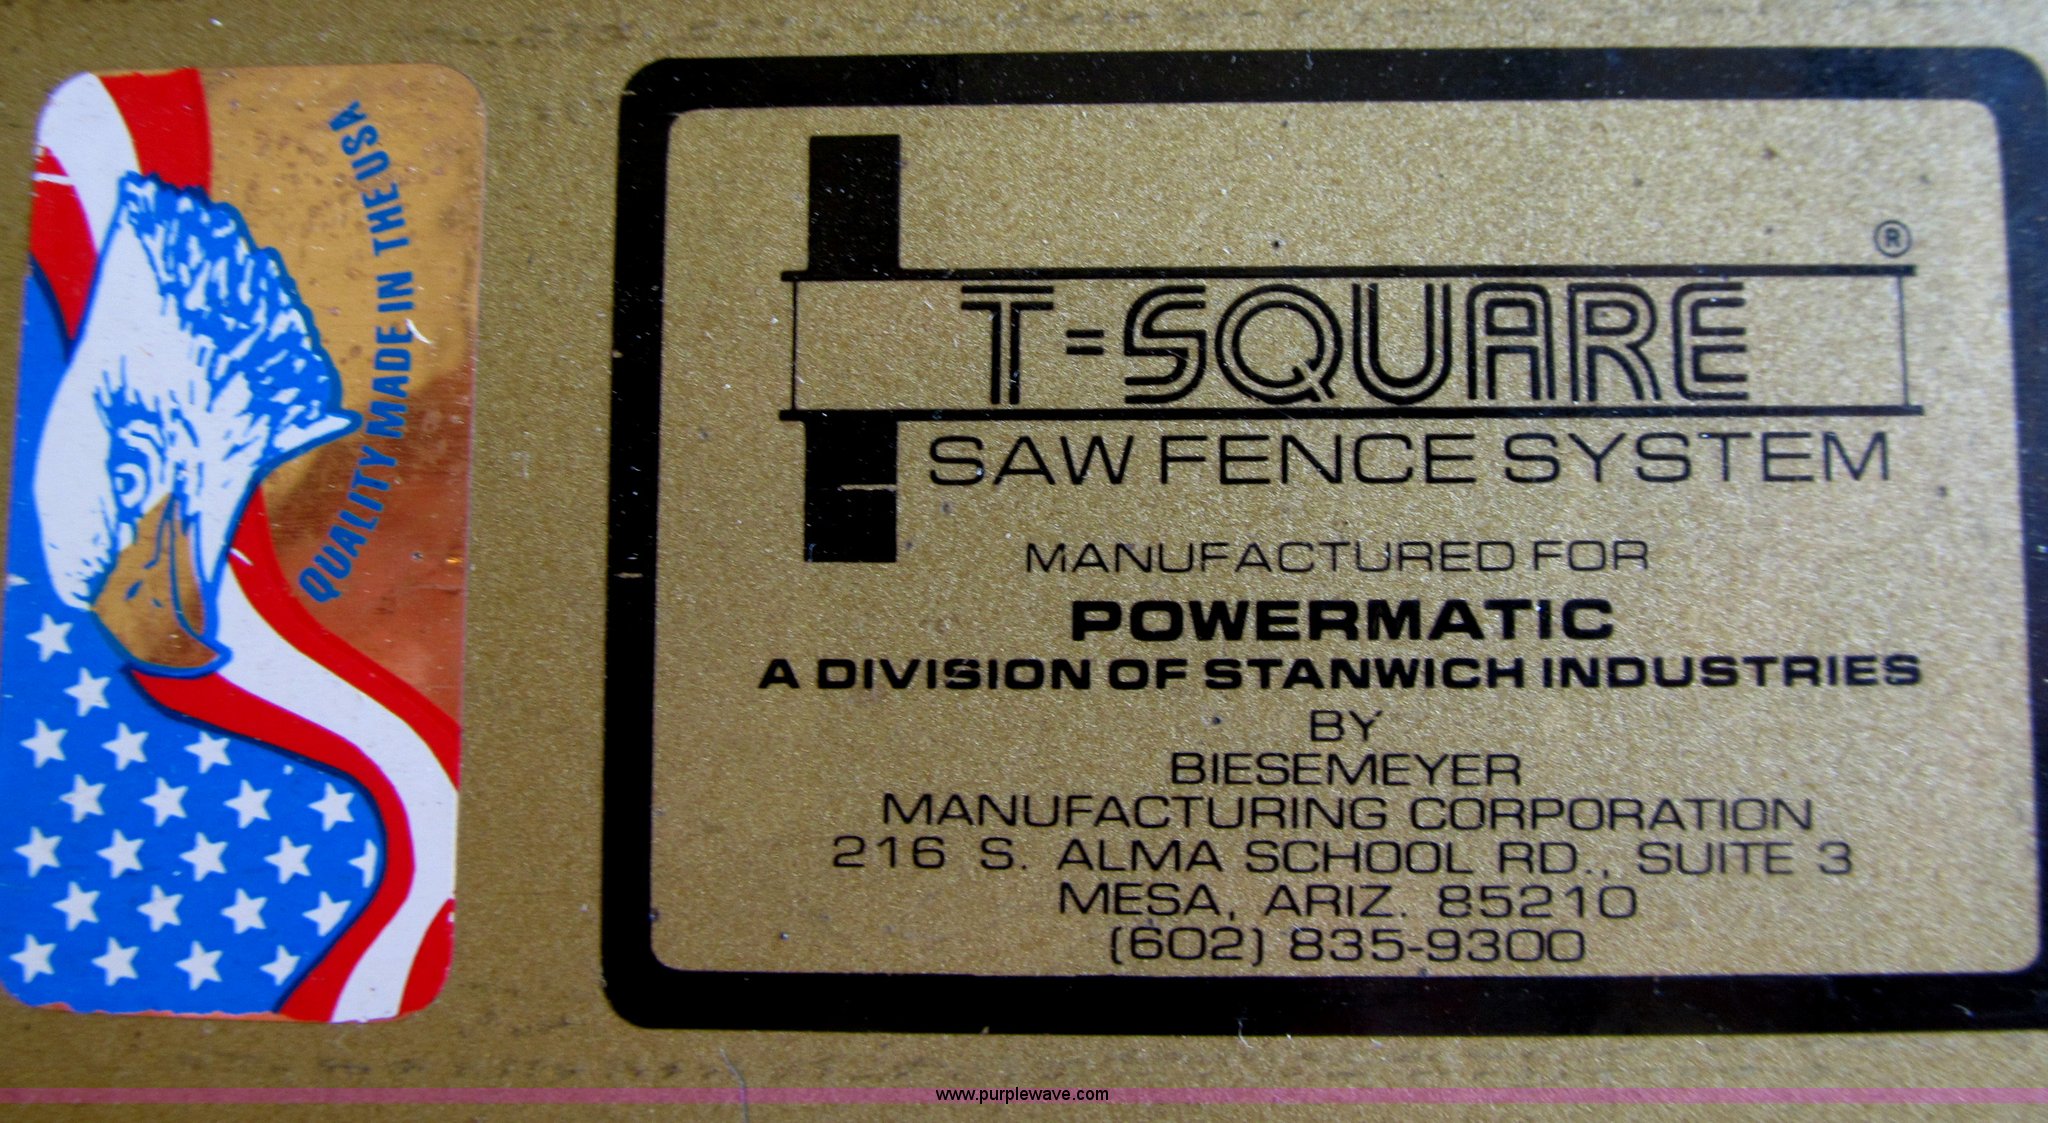 QUALITY MADE IN THE USA
®
T-SQUARE
SAW FENCE SYSTEM
MANUFACTURED FOR
POWERMATIC
A DIVISION OF STANWICH INDUSTRIES
BY
BIESEMEYER
MANUFACTURING CORPORATION
216 S. ALMA SCHOOL RD., SUITE 3
MESA, ARIZ. 85210
(602) 835-9300
www.purplewave.com